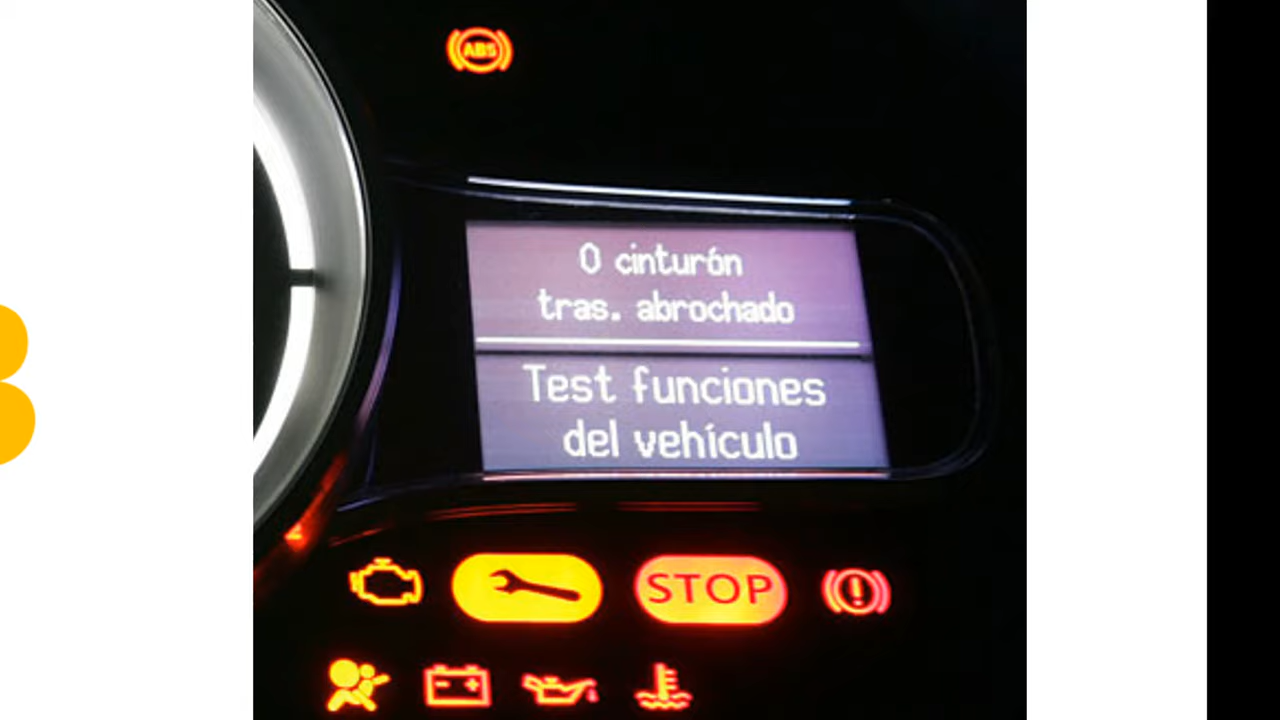 ABS
0 cinturón
tras. abrochado
Test funciones
del vehículo
STOP